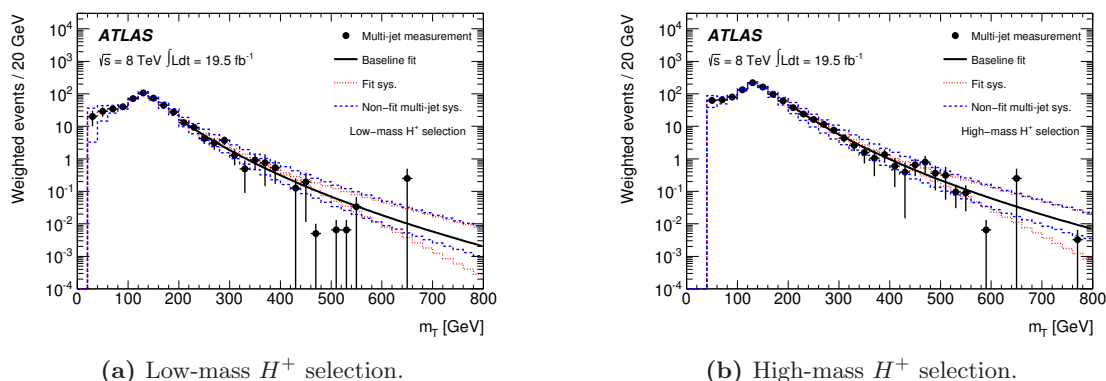 Weighted events / 20 GeV
10⁴
10³
10²
10
1
10⁻¹
10⁻²
10⁻³
10⁻⁴
ATLAS
√s = 8 TeV ∫Ldt = 19.5 fb⁻¹
Multi-jet measurement
Baseline fit
Fit sys.
Non−fit multi−jet sys.
Low−mass H⁺ selection
0 100 200 300 400 500 600 700 800
m_T [GeV]
(a) Low-mass H⁺ selection.
Weighted events / 20 GeV
10⁴
10³
10²
10
1
10⁻¹
10⁻²
10⁻³
10⁻⁴
ATLAS
√s = 8 TeV ∫Ldt = 19.5 fb⁻¹
Multi-jet measurement
Baseline fit
Fit sys.
Non−fit multi−jet sys.
High−mass H⁺ selection
0 100 200 300 400 500 600 700 800
m_T [GeV]
(b) High-mass H⁺ selection.